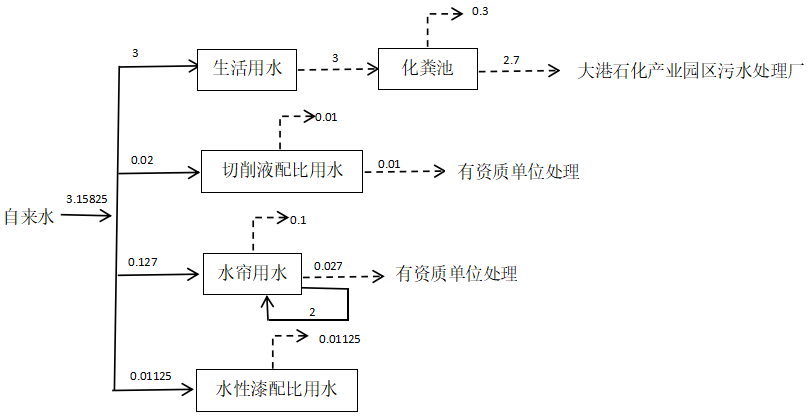 0.3
3
生活用水
3
化粪池
2.7
大港石化产业园区污水处理厂
0.01
0.02
切削液配比用水
0.01
有资质单位处理
3.15825
自来水
0.1
0.127
水帘用水
0.027
有资质单位处理
2
0.01125
0.01125
水性漆配比用水